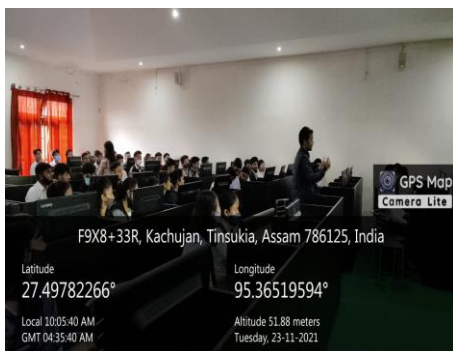 GPS Map
Camera Lite
F9X8+33R, Kachujan, Tinsukia, Assam 786125, India
Latitude
27.49782266°
Longitude
95.36519594°
Local 10:05:40 AM
GMT 04:35:40 AM
Altitude 51.88 meters
Tuesday, 23-11-2021